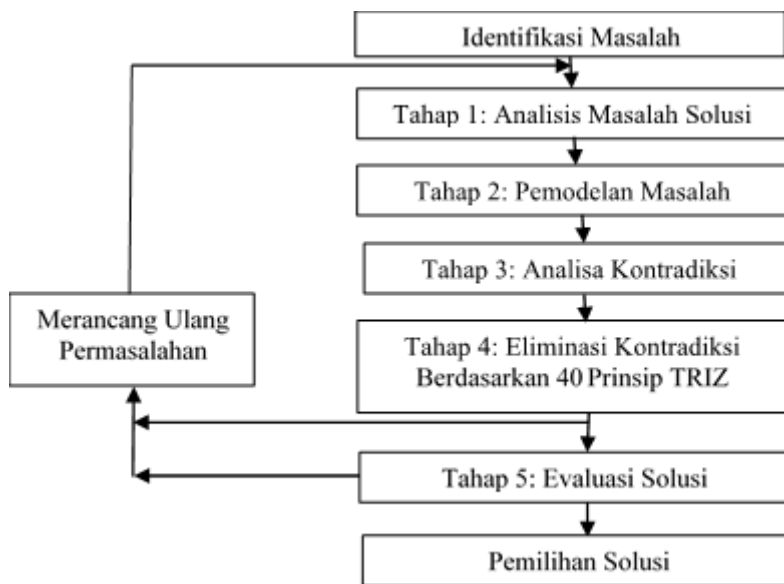 Identifikasi Masalah
Tahap 1: Analisis Masalah Solusi
Tahap 2: Pemodelan Masalah
Tahap 3: Analisa Kontradiksi
Merancang Ulang
Permasalahan
Tahap 4: Eliminasi Kontradiksi
Berdasarkan 40 Prinsip TRIZ
Tahap 5: Evaluasi Solusi
Pemilihan Solusi